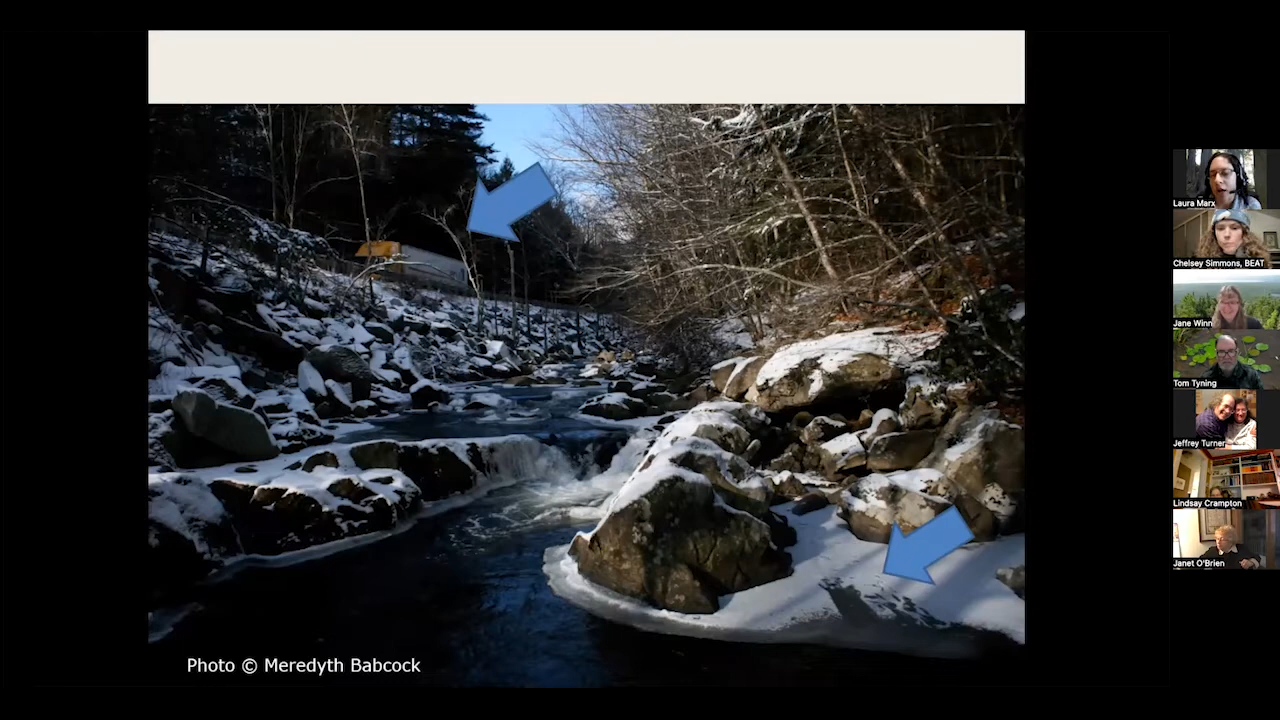 Photo © Meredyth Babcock
Laura Marx
Chelsey Simmons, BEAT
Jane Winn
Tom Tyning
Jeffrey Turner
Lindsay Crampton
Janet O'Brien